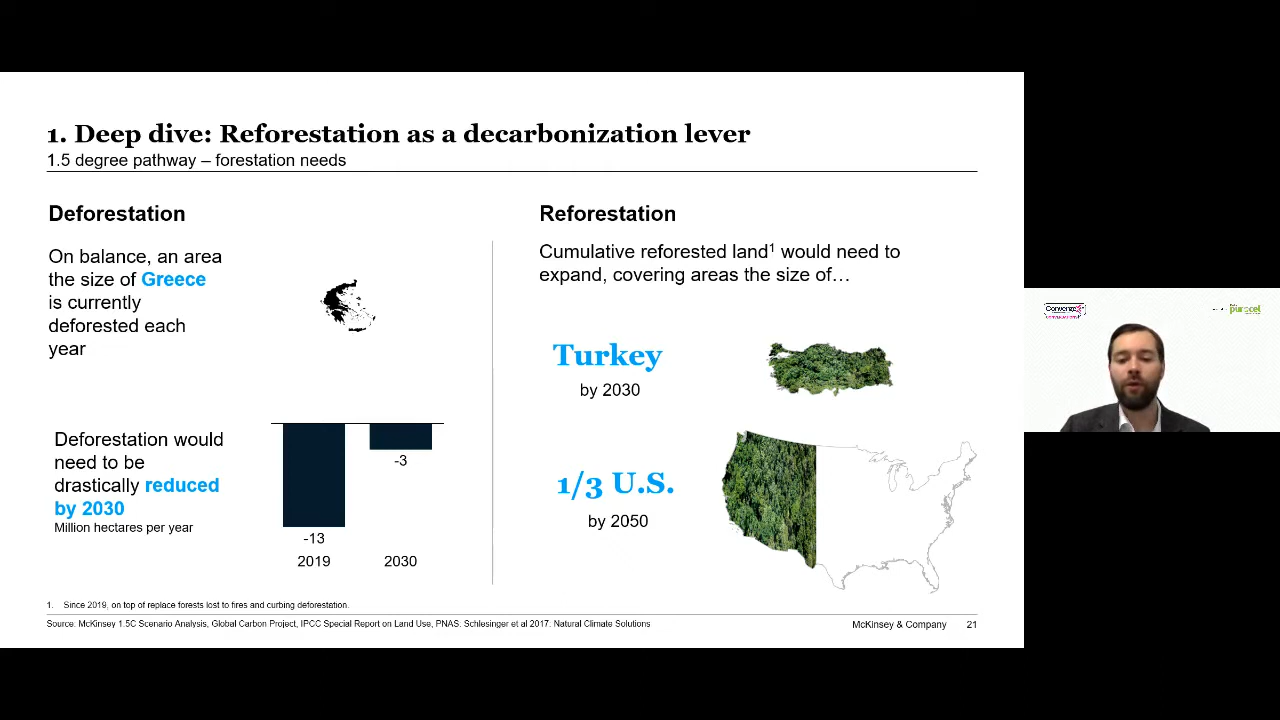 1. Deep dive: Reforestation as a decarbonization lever
1.5 degree pathway – forestation needs
Deforestation
On balance, an area
the size of Greece
is currently
deforested each
year
Deforestation would
need to be
drastically reduced
by 2030
Million hectares per year
-13
-3
2019
2030
Reforestation
Cumulative reforested land¹ would need to
expand, covering areas the size of…
Turkey
by 2030
1/3 U.S.
by 2050
1. Since 2019, on top of replace forests lost to fires and curbing deforestation.
Source: McKinsey 1.5C Scenario Analysis, Global Carbon Project, IPCC Special Report on Land Use, PNAS: Schlesinger et al 2017: Natural Climate Solutions
McKinsey & Company 21
purocel